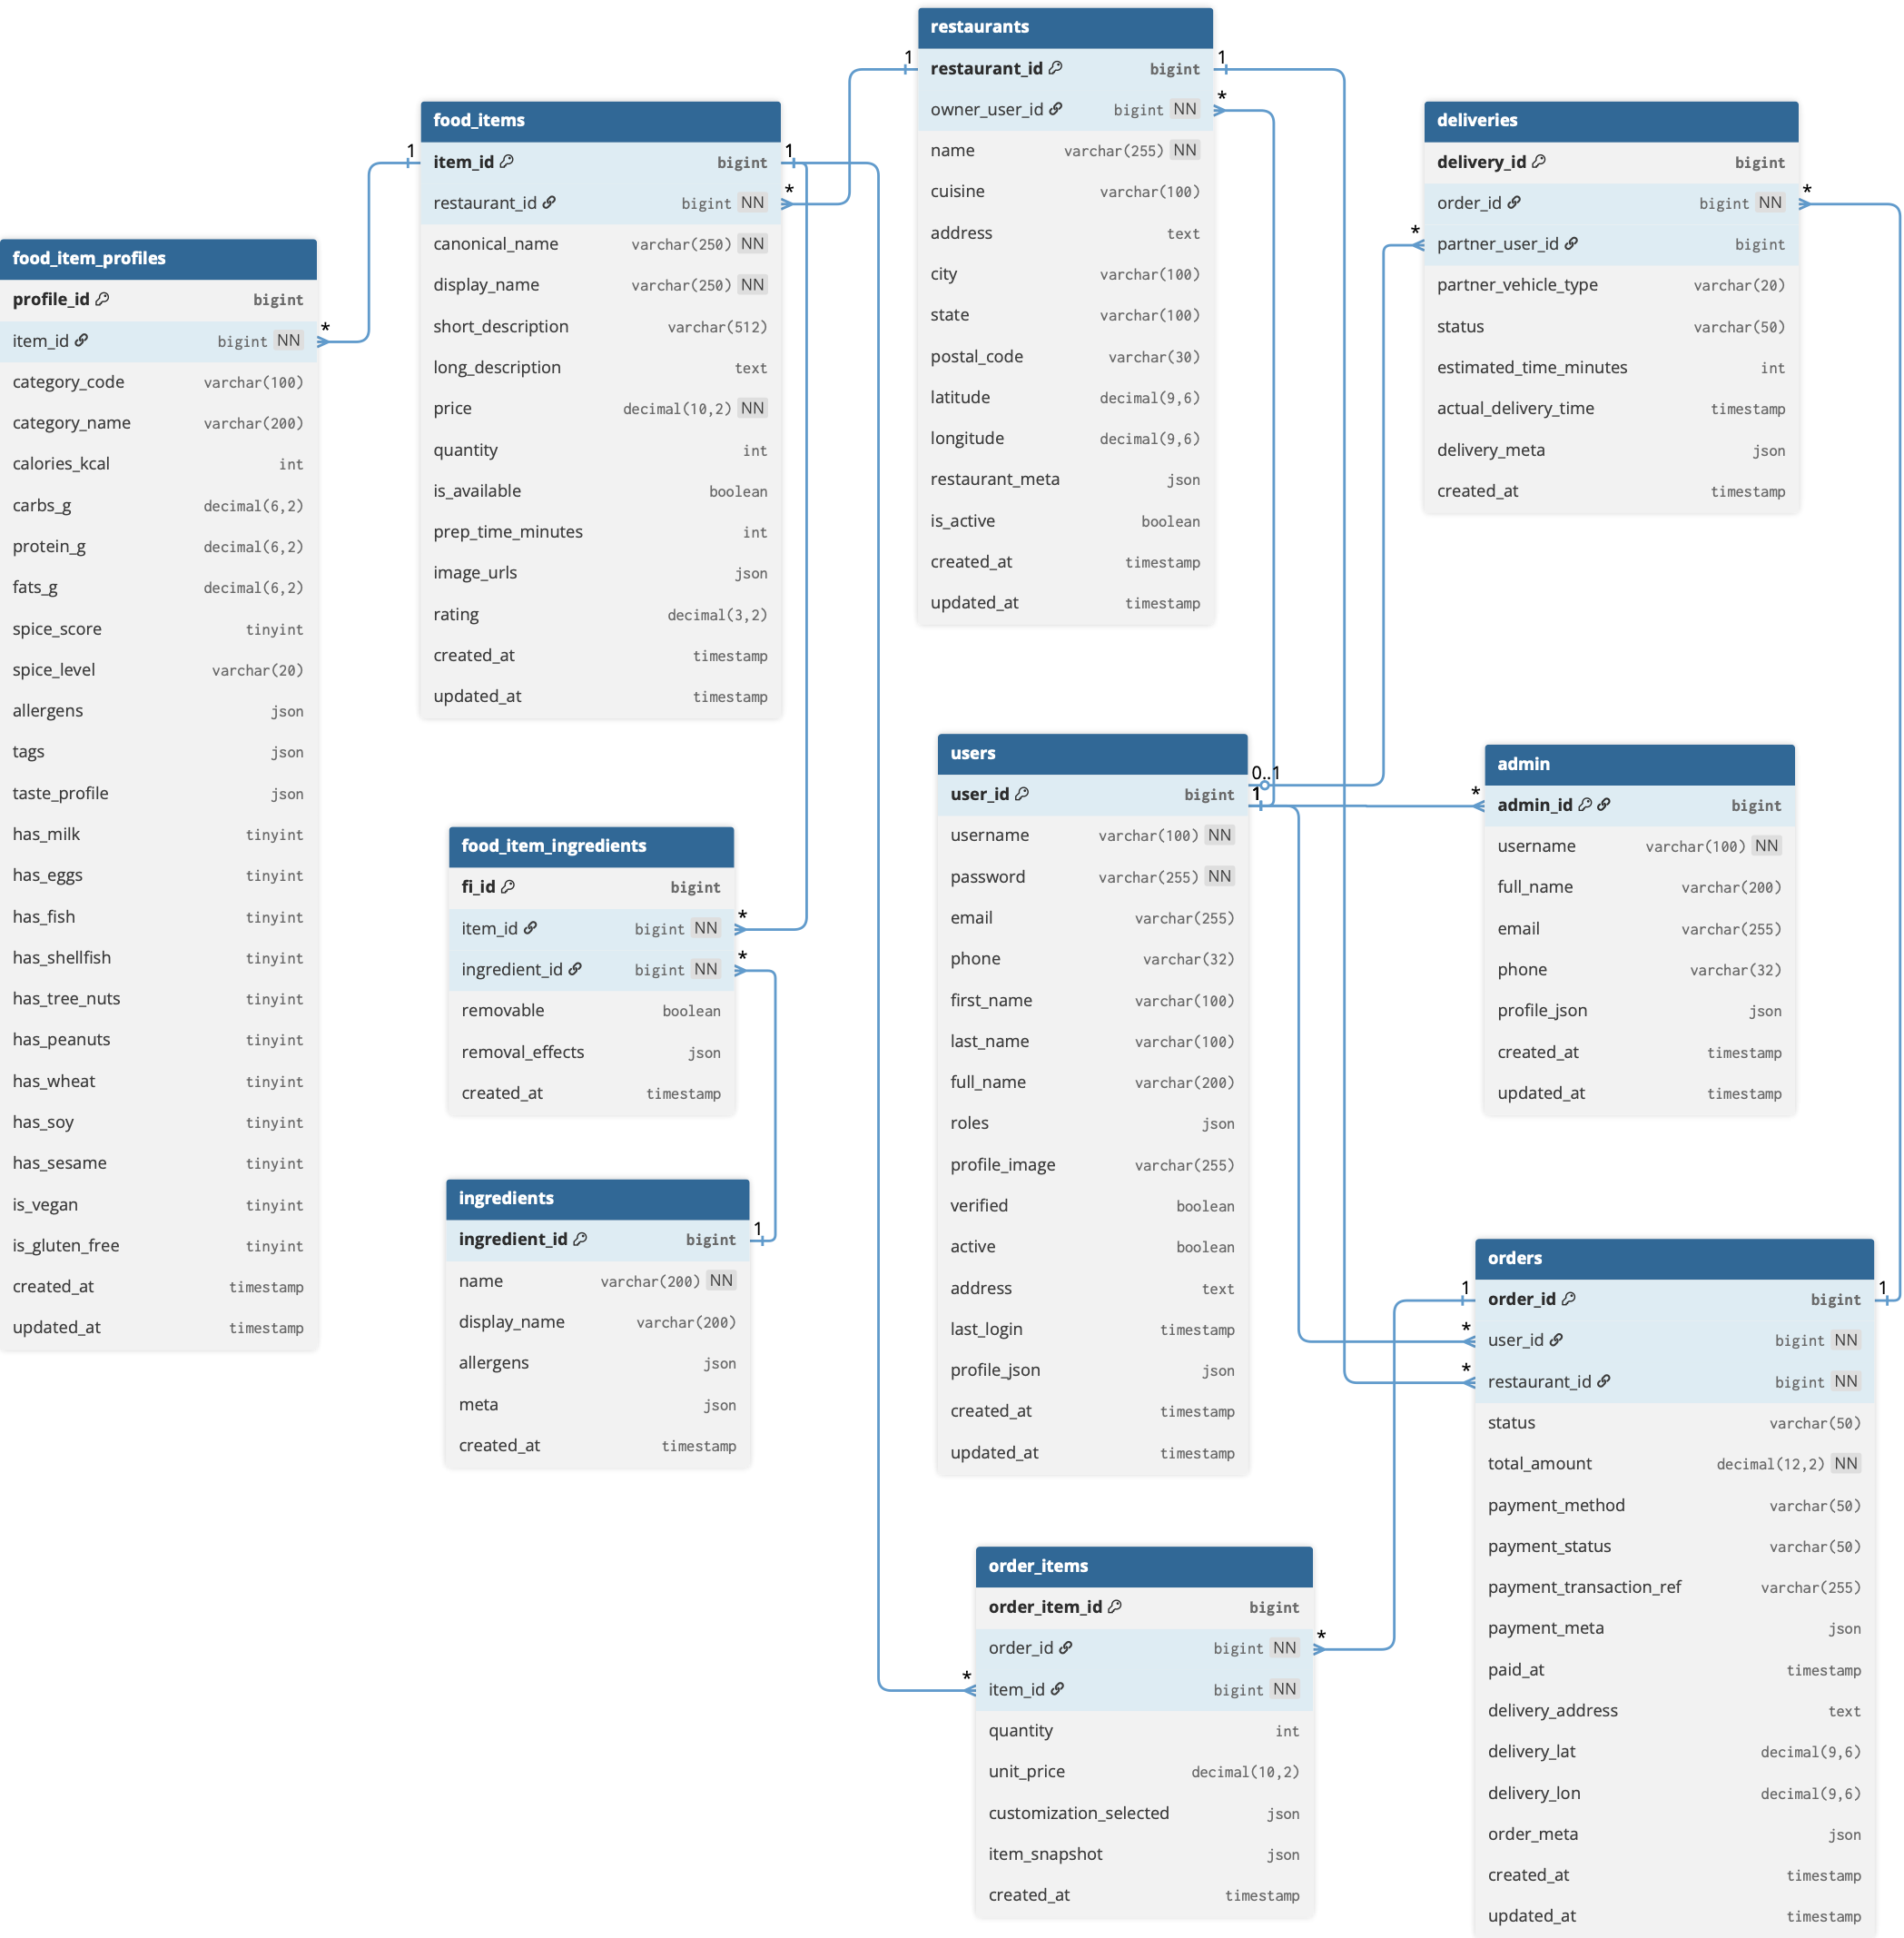 restaurants
1 restaurant_id bigint 1
owner_user_id bigint NN *
name varchar(255) NN
cuisine varchar(100)
address text
city varchar(100)
state varchar(100)
postal_code varchar(30)
latitude decimal(9,6)
longitude decimal(9,6)
restaurant_meta json
is_active boolean
created_at timestamp
updated_at timestamp
food_items
1 item_id bigint 1
restaurant_id bigint NN *
canonical_name varchar(250) NN
display_name varchar(250) NN
short_description varchar(512)
long_description text
price decimal(10,2) NN
quantity int
is_available boolean
prep_time_minutes int
image_urls json
rating decimal(3,2)
created_at timestamp
updated_at timestamp
deliveries
delivery_id bigint
order_id bigint NN *
* partner_user_id bigint
partner_vehicle_type varchar(20)
status varchar(50)
estimated_time_minutes int
actual_delivery_time timestamp
delivery_meta json
created_at timestamp
food_item_profiles
profile_id bigint
item_id bigint NN *
category_code varchar(100)
category_name varchar(200)
calories_kcal int
carbs_g decimal(6,2)
protein_g decimal(6,2)
fats_g decimal(6,2)
spice_score tinyint
spice_level varchar(20)
allergens json
tags json
taste_profile json
has_milk tinyint
has_eggs tinyint
has_fish tinyint
has_shellfish tinyint
has_tree_nuts tinyint
has_peanuts tinyint
has_wheat tinyint
has_soy tinyint
has_sesame tinyint
is_vegan tinyint
is_gluten_free tinyint
created_at timestamp
updated_at timestamp
users
0..1
user_id bigint 1
username varchar(100) NN
password varchar(255) NN
email varchar(255)
phone varchar(32)
first_name varchar(100)
last_name varchar(100)
full_name varchar(200)
roles json
profile_image varchar(255)
verified boolean
active boolean
address text
last_login timestamp
profile_json json
created_at timestamp
updated_at timestamp
admin
* admin_id bigint
username varchar(100) NN
full_name varchar(200)
email varchar(255)
phone varchar(32)
profile_json json
created_at timestamp
updated_at timestamp
food_item_ingredients
fi_id bigint
item_id bigint NN *
ingredient_id bigint NN *
removable boolean
removal_effects json
created_at timestamp
ingredients
ingredient_id bigint 1
name varchar(200) NN
display_name varchar(200)
allergens json
meta json
created_at timestamp
orders
1 order_id bigint 1
* user_id bigint NN
* restaurant_id bigint NN
status varchar(50)
total_amount decimal(12,2) NN
payment_method varchar(50)
payment_status varchar(50)
payment_transaction_ref varchar(255)
payment_meta json
paid_at timestamp
delivery_address text
delivery_lat decimal(9,6)
delivery_lon decimal(9,6)
order_meta json
created_at timestamp
updated_at timestamp
order_items
order_item_id bigint
order_id bigint NN *
* item_id bigint NN
quantity int
unit_price decimal(10,2)
customization_selected json
item_snapshot json
created_at timestamp